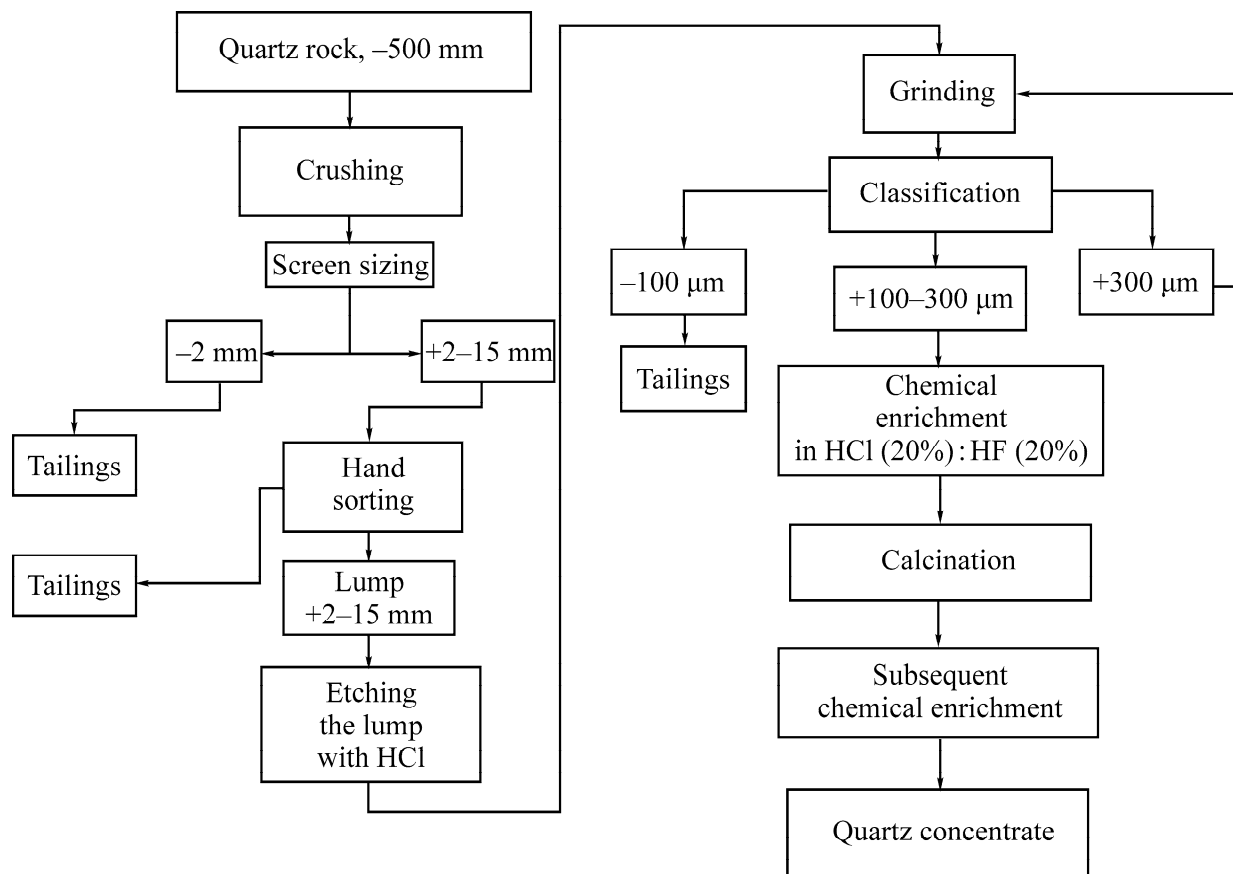 Quartz rock, –500 mm
Crushing
Screen sizing
–2 mm
+2–15 mm
Tailings
Hand
sorting
Tailings
Lump
+2–15 mm
Etching
the lump
with HCl
Grinding
Classification
–100 μm
+100–300 μm
+300 μm
Tailings
Chemical
enrichment
in HCl (20%) : HF (20%)
Calcination
Subsequent
chemical enrichment
Quartz concentrate